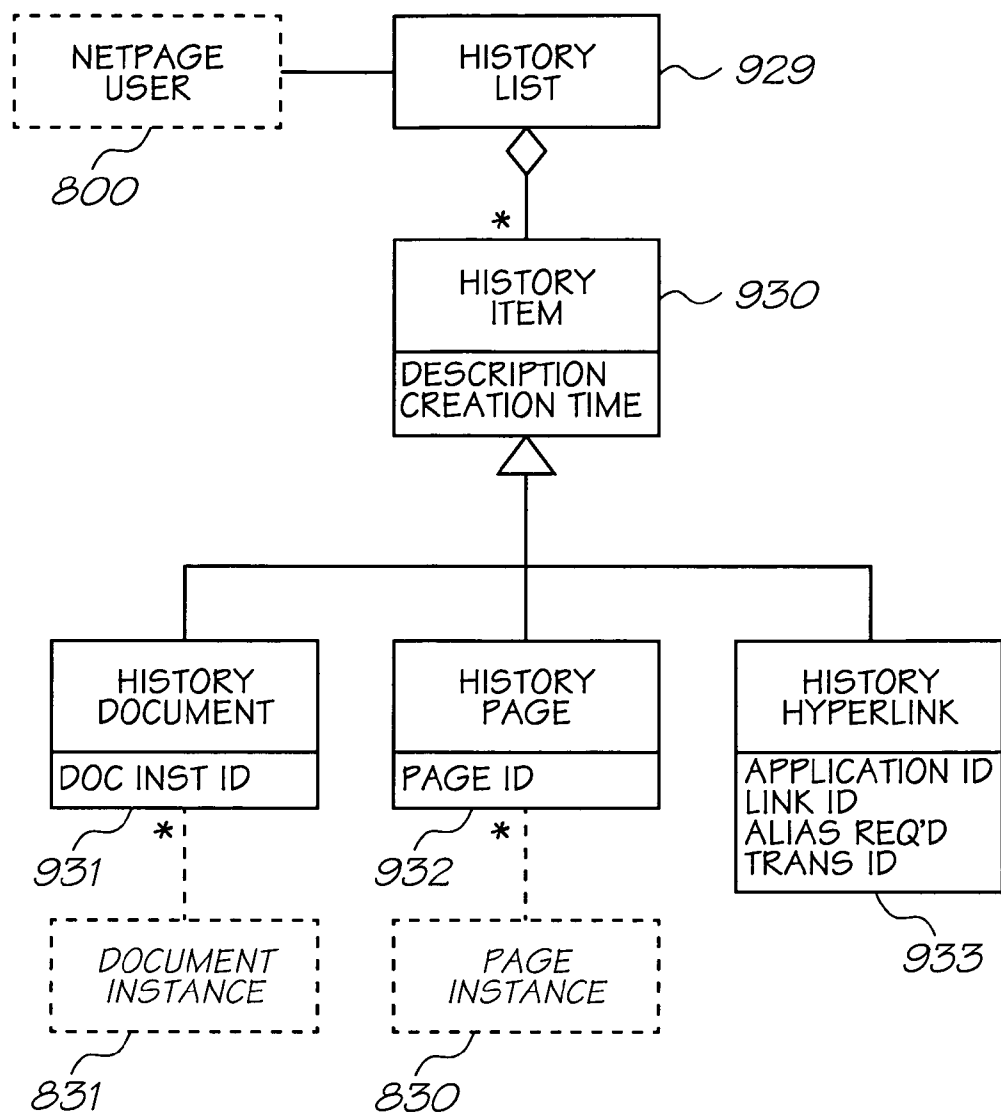 NETPAGE
USER
800
HISTORY
LIST
929
*
HISTORY
ITEM
930
DESCRIPTION
CREATION TIME
HISTORY
DOCUMENT
DOC INST ID
931
*
HISTORY
PAGE
PAGE ID
932
*
HISTORY
HYPERLINK
APPLICATION ID
LINK ID
ALIAS REQ'D
TRANS ID
933
DOCUMENT
INSTANCE
831
PAGE
INSTANCE
830